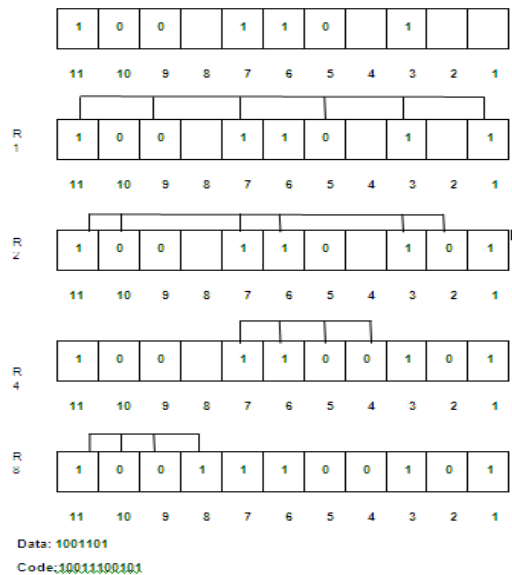 1 0 0 1 1 0 1
11 10 9 8 7 6 5 4 3 2 1
R
1
1 0 0 1 1 0 1 1
11 10 9 8 7 6 5 4 3 2 1
R
2
1 0 0 1 1 0 1 0 1
11 10 9 8 7 6 5 4 3 2 1
R
4
1 0 0 1 1 0 0 1 0 1
11 10 9 8 7 6 5 4 3 2 1
R
8
1 0 0 1 1 1 0 0 1 0 1
11 10 9 8 7 6 5 4 3 2 1
Data: 1001101
Code:10011100101